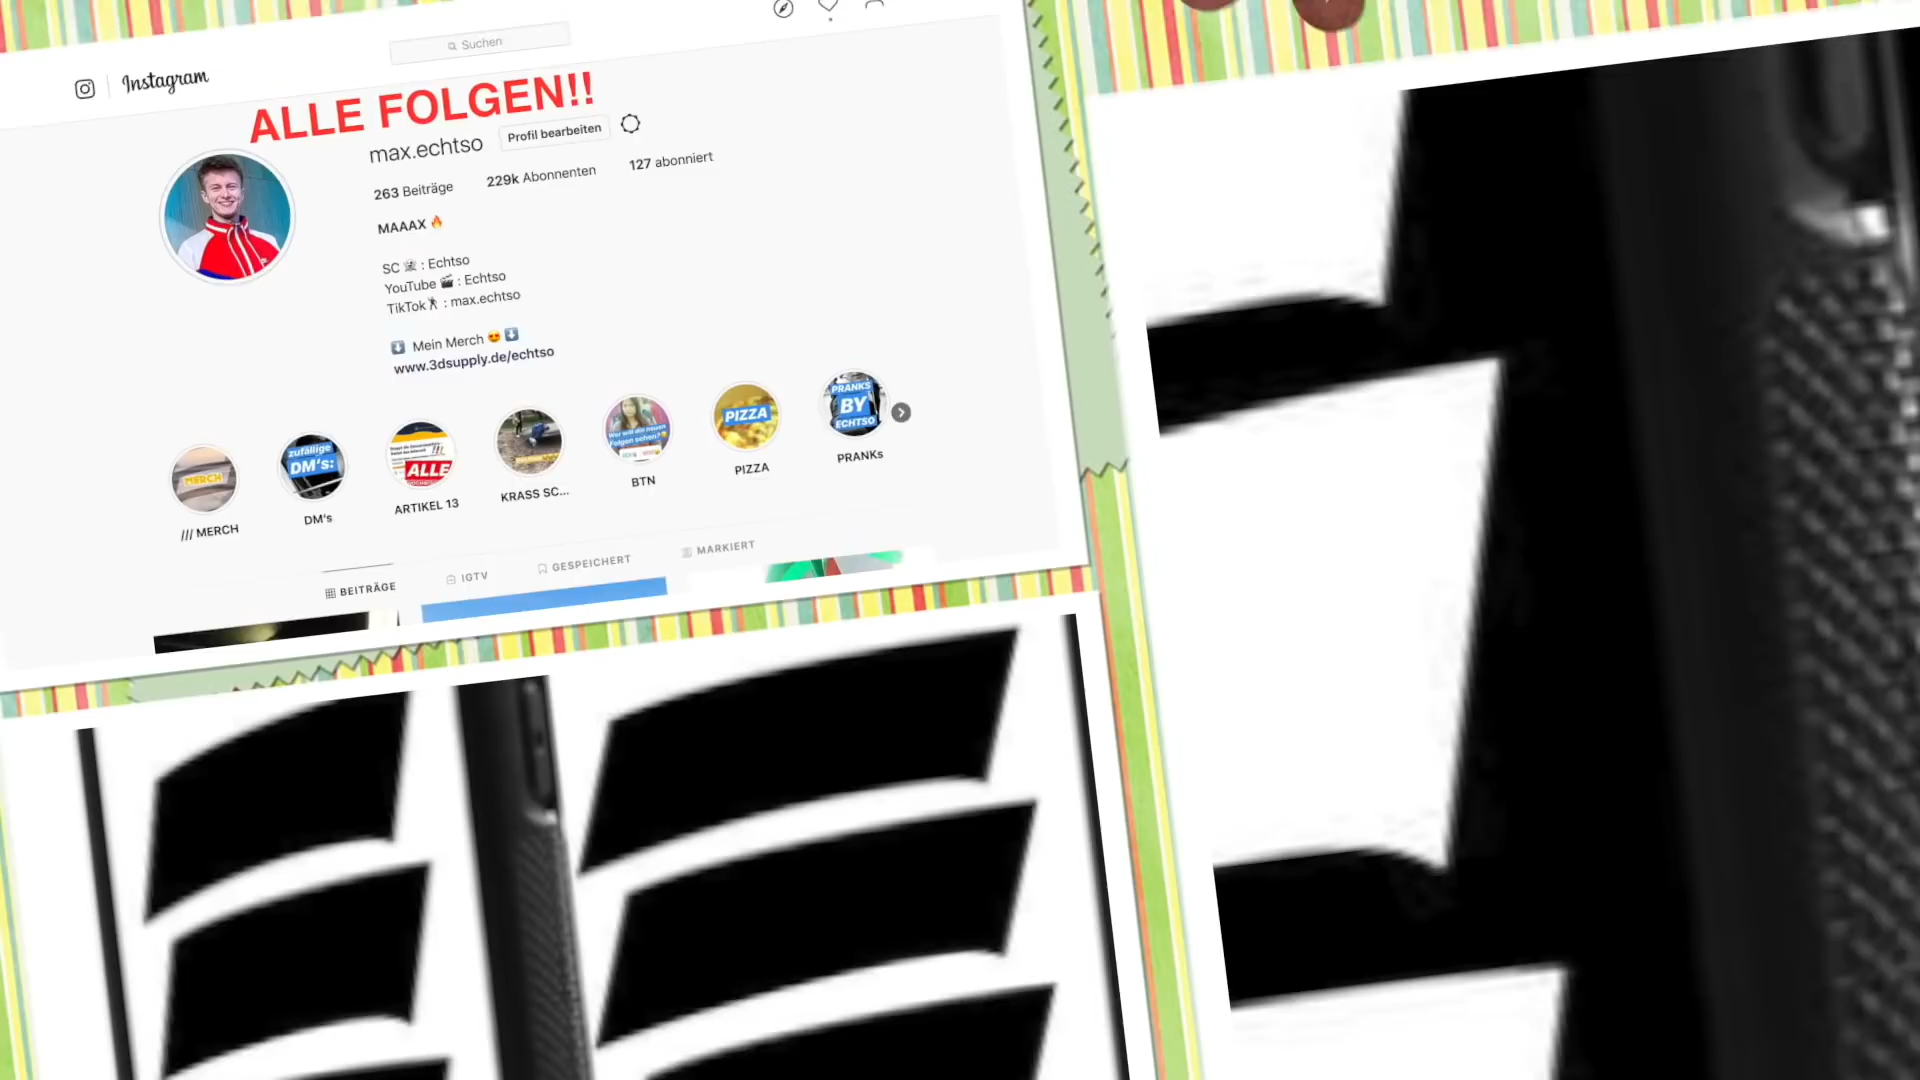 Suchen
Instagram
ALLE FOLGEN!!
max.echtso
Profil bearbeiten
263 Beiträge
229k Abonnenten
127 abonniert
MAAAX
SC : Echtso
YouTube : Echtso
TikTok : max.echtso
Mein Merch
www.3dsupply.de/echtso
MERCH
zufällige
DM's:
ALLE
PIZZA
PRANKS
BY
ECHTSO
/// MERCH
DM's
ARTIKEL 13
KRASS SC...
BTN
PIZZA
PRANKs
BEITRÄGE
IGTV
GESPEICHERT
MARKIERT